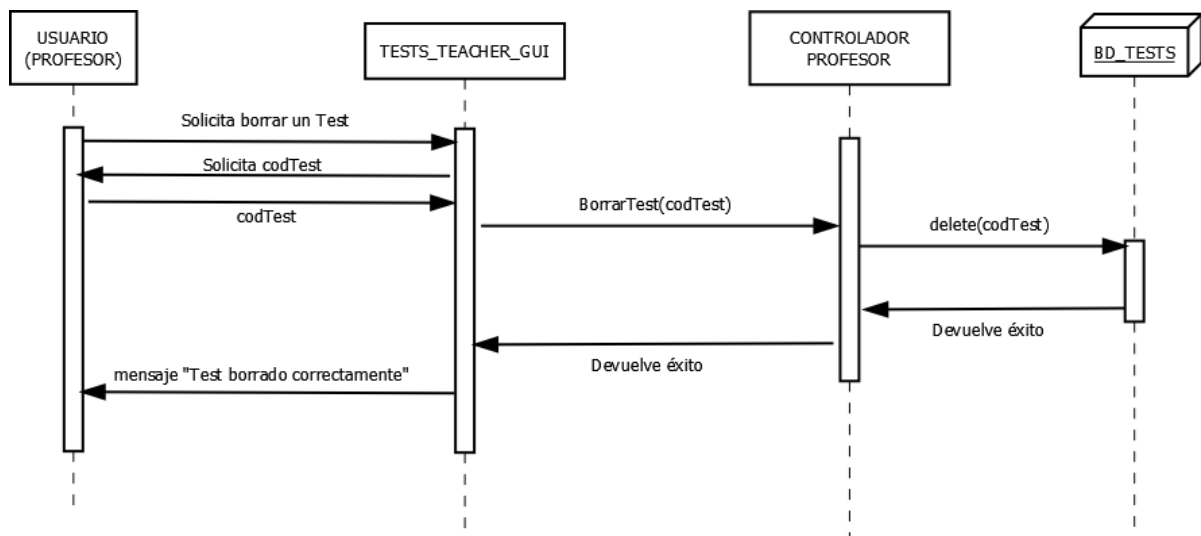 USUARIO
(PROFESOR)
TESTS_TEACHER_GUI
CONTROLADOR
PROFESOR
BD_TESTS
Solicita borrar un Test
Solicita codTest
codTest
BorrarTest(codTest)
delete(codTest)
Devuelve éxito
Devuelve éxito
mensaje "Test borrado correctamente"